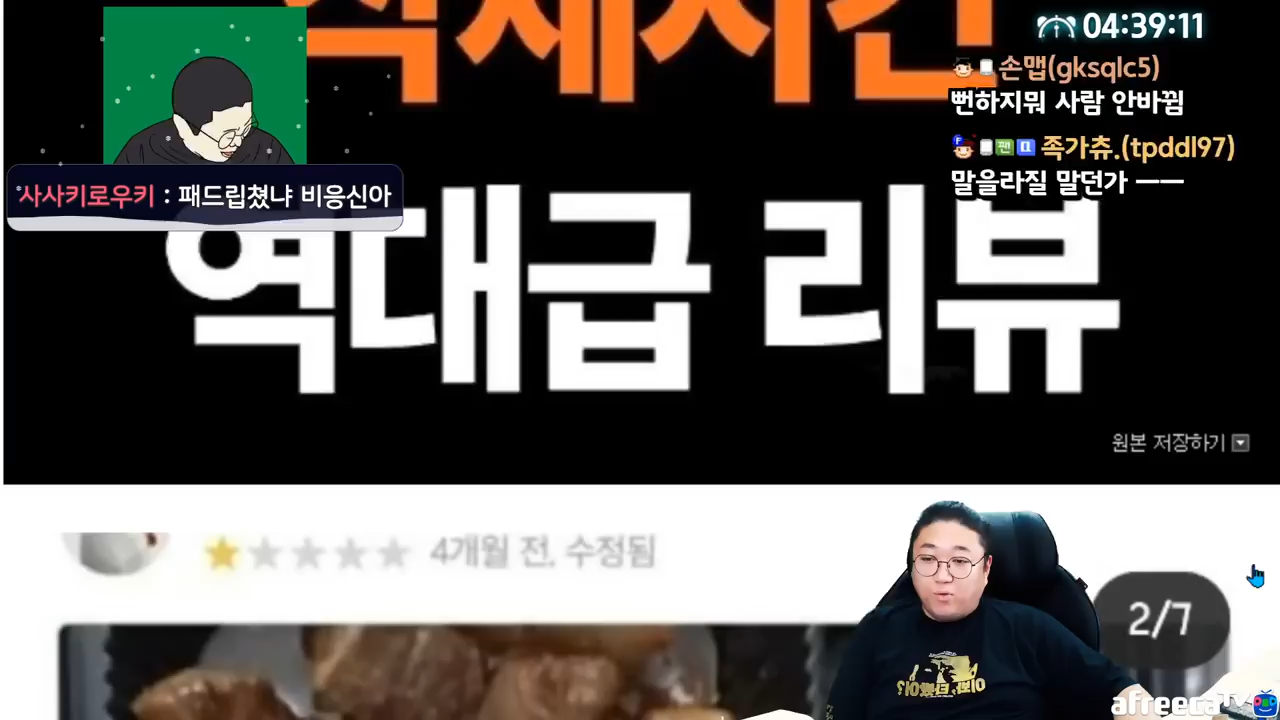 04:39:11
손맵(gksqlc5)
뻔하지뭐 사람 안바뀜
족가츄.(tpddl97)
말을라질 말던가 ㅡㅡ
사사키로우키 : 패드립쳤냐 비응신아
역대급 리뷰
원본 저장하기
4개월 전. 수정됨
2/7
afreecaTV